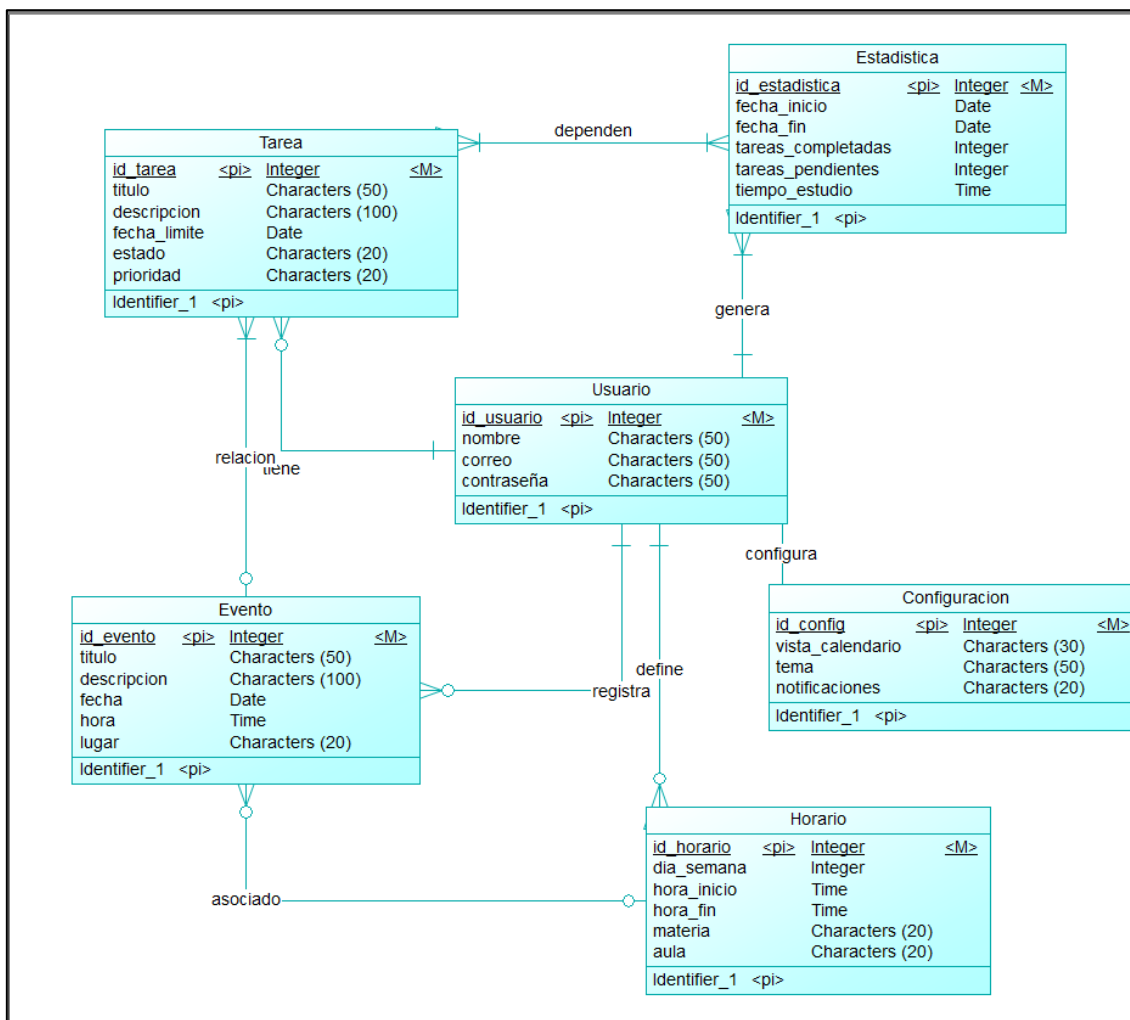 Estadistica
id_estadistica <pi> Integer <M>
fecha_inicio Date
fecha_fin Date
tareas_completadas Integer
tareas_pendientes Integer
tiempo_estudio Time
Identifier_1 <pi>
dependen
Tarea
id_tarea <pi> Integer <M>
titulo Characters (50)
descripcion Characters (100)
fecha_limite Date
estado Characters (20)
prioridad Characters (20)
Identifier_1 <pi>
genera
Usuario
id_usuario <pi> Integer <M>
nombre Characters (50)
correo Characters (50)
contraseña Characters (50)
Identifier_1 <pi>
relacion
tiene
configura
Configuracion
id_config <pi> Integer <M>
vista_calendario Characters (30)
tema Characters (50)
notificaciones Characters (20)
Identifier_1 <pi>
Evento
id_evento <pi> Integer <M>
titulo Characters (50)
descripcion Characters (100)
fecha Date
hora Time
lugar Characters (20)
Identifier_1 <pi>
define
registra
Horario
id_horario <pi> Integer <M>
dia_semana Integer
hora_inicio Time
hora_fin Time
materia Characters (20)
aula Characters (20)
Identifier_1 <pi>
asociado